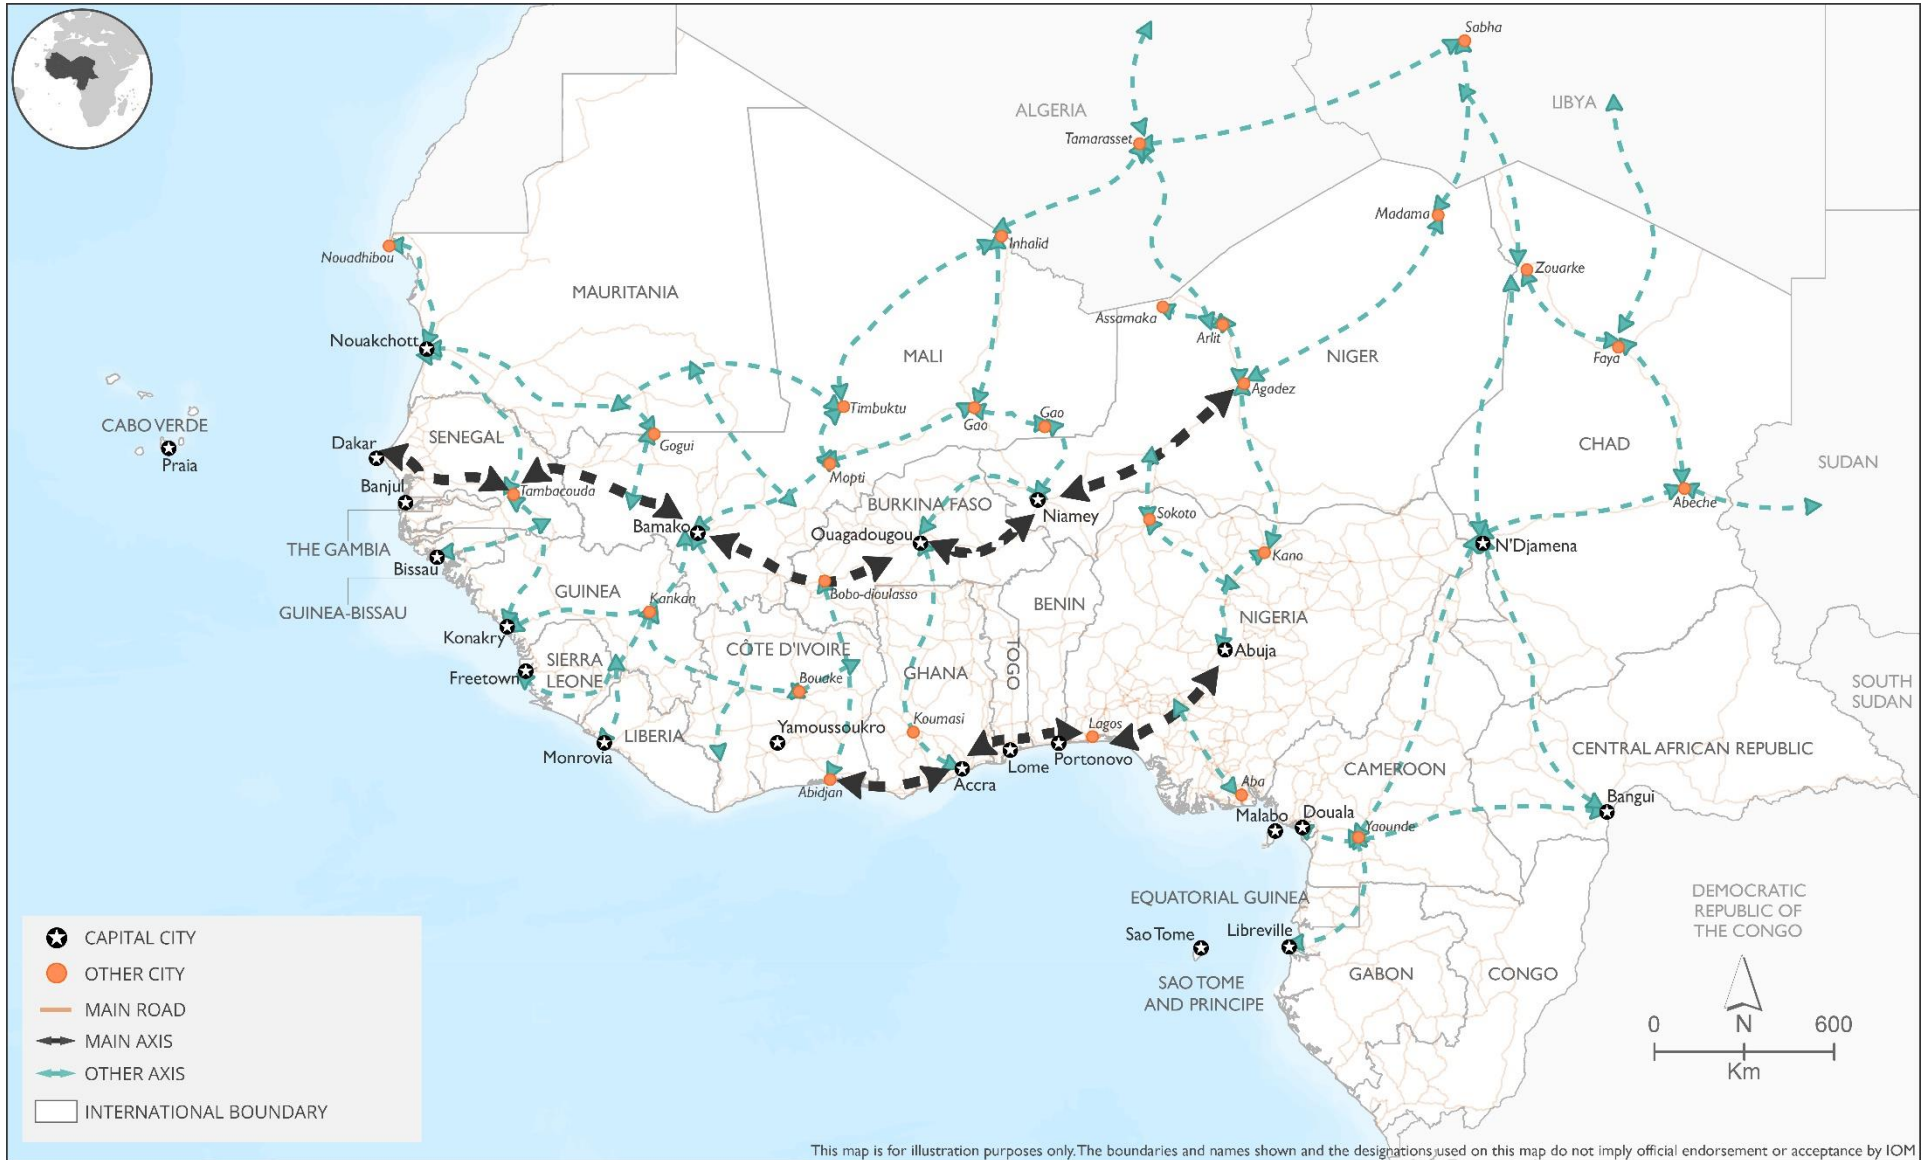 Sabha
ALGERIA
LIBYA
Tamarasset
Madama
Inhalid
Nouadhibou
Zouarke
MAURITANIA
Assamaka
Arlit
Nouakchott
MALI
NIGER
Faya
Agadez
Timbuktu
Gao
Gao
CABO VERDE
Praia
Dakar
SENEGAL
Gogui
CHAD
SUDAN
Banjul
Tambacouda
Mopti
BURKINA FASO
Niamey
Sokoto
Abeche
Bamako
Ouagadougou
Kano
N'Djamena
THE GAMBIA
Bissau
GUINEA-BISSAU
GUINEA
Kankan
Bobo-dioulasso
BENIN
NIGERIA
Konakry
SIERRA
LEONE
Freetown
CÔTE D'IVOIRE
Bouake
GHANA
TOGO
Abuja
SOUTH
SUDAN
Koumasi
Lagos
Yamoussoukro
Monrovia
LIBERIA
Lome
Portonovo
CENTRAL AFRICAN REPUBLIC
Abidjan
Accra
CAMEROON
Aba
Malabo
Douala
Yaounde
Bangui
EQUATORIAL GUINEA
DEMOCRATIC
REPUBLIC OF
THE CONGO
Sao Tome
Libreville
SAO TOME
AND PRINCIPE
GABON
CONGO
CAPITAL CITY
OTHER CITY
MAIN ROAD
MAIN AXIS
OTHER AXIS
INTERNATIONAL BOUNDARY
0 N 600
Km
This map is for illustration purposes only. The boundaries and names shown and the designations used on this map do not imply official endorsement or acceptance by IOM